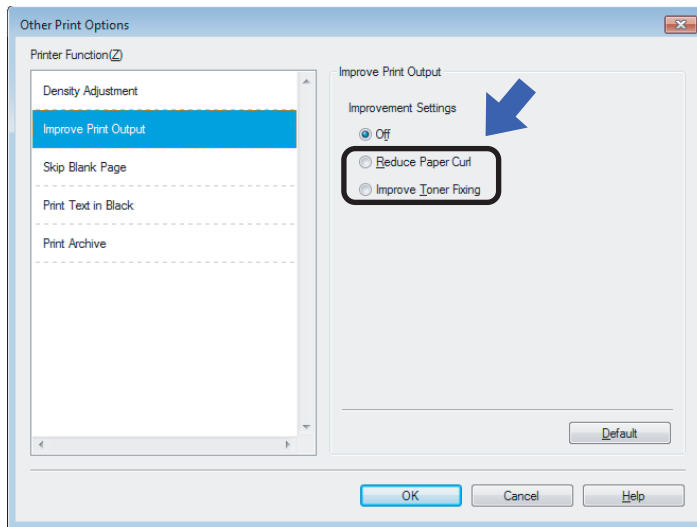 Other Print Options
Printer Function(Z)
Density Adjustment
Improve Print Output
Skip Blank Page
Print Text in Black
Print Archive
Improve Print Output
Improvement Settings
Off
Reduce Paper Curl
Improve Toner Fixing
Default
OK
Cancel
Help